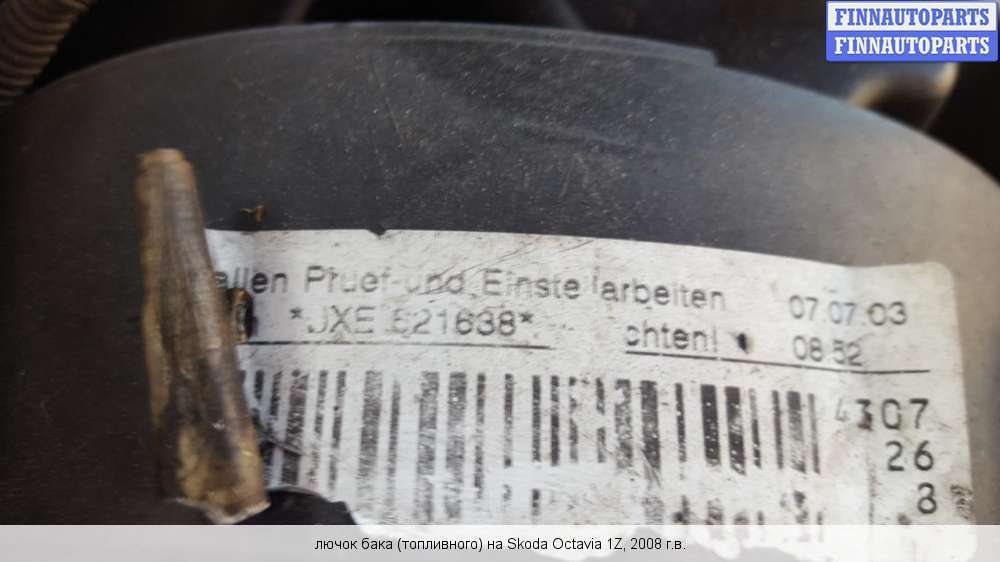 FINNAUTOPARTS
FINNAUTOPARTS
allen Pruef-und Einstellarbeiten 07 07 03
*JXE 521638* chten! 08 52
4307
26
8
лючок бака (топливного) на Skoda Octavia 1Z, 2008 г.в.